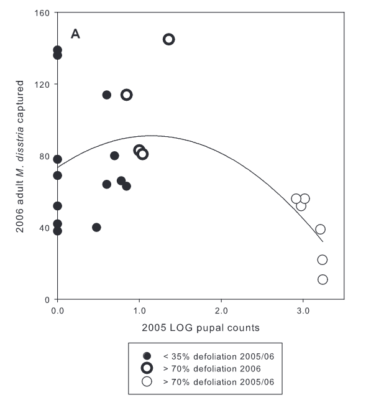 160
A
120
80
40
0
2006 adult M. disstria captured
0.0 1.0 2.0 3.0
2005 LOG pupal counts
< 35% defoliation 2005/06
> 70% defoliation 2006
> 70% defoliation 2005/06